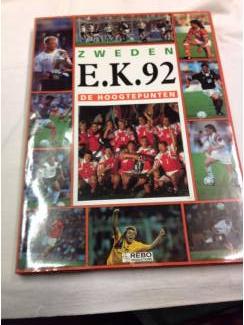 ZWEDEN
E.K.92
DE HOOGTEPUNTEN
REBO